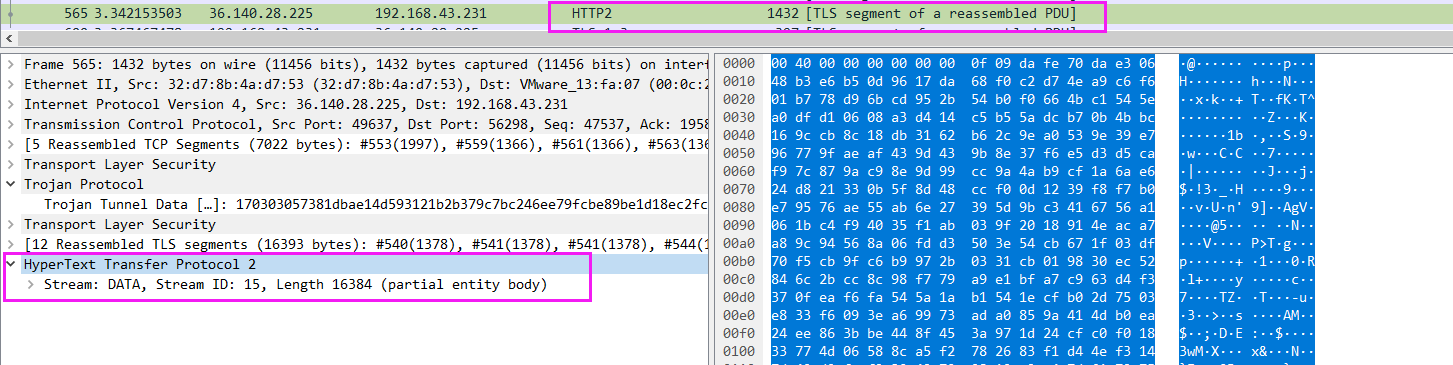 565 3.342153503 36.140.28.225 192.168.43.231 HTTP2 1432 [TLS segment of a reassembled PDU]
Frame 565: 1432 bytes on wire (11456 bits), 1432 bytes captured (11456 bits) on interf
Ethernet II, Src: 32:d7:8b:4a:d7:53 (32:d7:8b:4a:d7:53), Dst: VMware_13:fa:07 (00:0c:2
Internet Protocol Version 4, Src: 36.140.28.225, Dst: 192.168.43.231
Transmission Control Protocol, Src Port: 49637, Dst Port: 56298, Seq: 47537, Ack: 1958
[5 Reassembled TCP Segments (7022 bytes): #553(1997), #559(1366), #561(1366), #563(136
Transport Layer Security
Trojan Protocol
Trojan Tunnel Data […]: 170303057381dbae14d593121b2b379c7bc246ee79fcbe89be1d18ec2fc
Transport Layer Security
[12 Reassembled TLS segments (16393 bytes): #540(1378), #541(1378), #541(1378), #544(1
HyperText Transfer Protocol 2
Stream: DATA, Stream ID: 15, Length 16384 (partial entity body)
0000 00 40 00 00 00 00 00 00 0f 09 da fe 70 da e3 06 ·@······ ····p···
0010 48 b3 e6 b5 0d 96 17 da 68 f0 c2 d7 4e a9 c6 f6 H······· h···N···
0020 01 b7 78 d9 6b cd 95 2b 54 b0 f0 66 4b c1 54 5e ··x·k··+ T··fK·T^
0030 a0 df d1 06 08 a3 d4 14 c5 b5 5a dc b7 0b 4b bc ········ ··Z···K·
0040 16 9c cb 8c 18 db 31 62 b6 2c 9e a0 53 9e 39 e7 ······1b ·,··S·9·
0050 96 77 9f ae af 43 9d 43 9b 8e 37 f6 e5 d3 d5 ca ·w···C·C ··7·····
0060 f9 7c 87 9a c9 8e 9d 99 cc 9a 4a b9 cf 1a 6a e6 ·|······ ··J···j·
0070 24 d8 21 33 0b 5f 8d 48 cc f0 0d 12 39 f8 f7 b0 $·!3·_·H ····9···
0080 e7 95 76 ae 55 ab 6e 27 39 5d 9b c3 41 67 56 a1 ··v·U·n' 9]··AgV·
0090 06 1b c4 f9 40 35 f1 ab 03 9f 20 18 91 4e ac a7 ····@5·· ·· ··N··
00a0 a8 9c 94 56 8a 06 fd d3 50 3e 54 cb 67 1f 03 df ···V···· P>T·g···
00b0 70 f5 cb 9f c6 b9 97 2b 03 31 cb 01 98 30 ec 52 p······+ ·1···0·R
00c0 84 6c 2b cc 8c 98 f7 79 a9 e1 bf a7 c9 63 d4 f3 ·l+····y ·····c··
00d0 37 0f ea f6 fa 54 5a 1a b1 54 1e cf b0 2d 75 03 7····TZ· ·T···-u·
00e0 e8 33 f6 09 3e a6 99 73 ad a0 85 9a 41 4d b0 ea ·3··>··s ····AM··
00f0 24 ee 86 3b be 44 8f 45 3a 97 1d 24 cf c0 f0 18 $··;·D·E :··$····
0100 33 77 4d 06 58 8c a5 f2 78 26 83 f1 d4 4e f3 14 3wM·X··· x&···N··